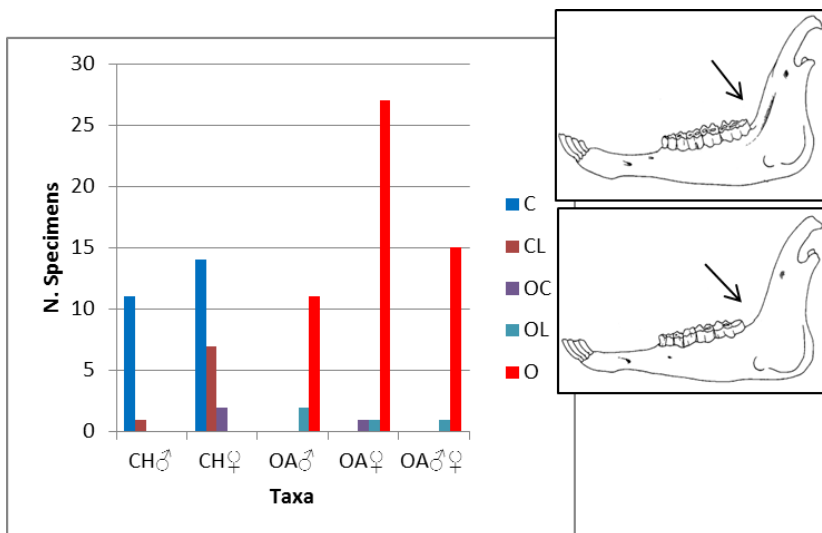 30
25
20
15
10
5
0
N. Specimens
CH♂ CH♀ OA♂ OA♀ OA♂♀
Taxa
C
CL
OC
OL
O